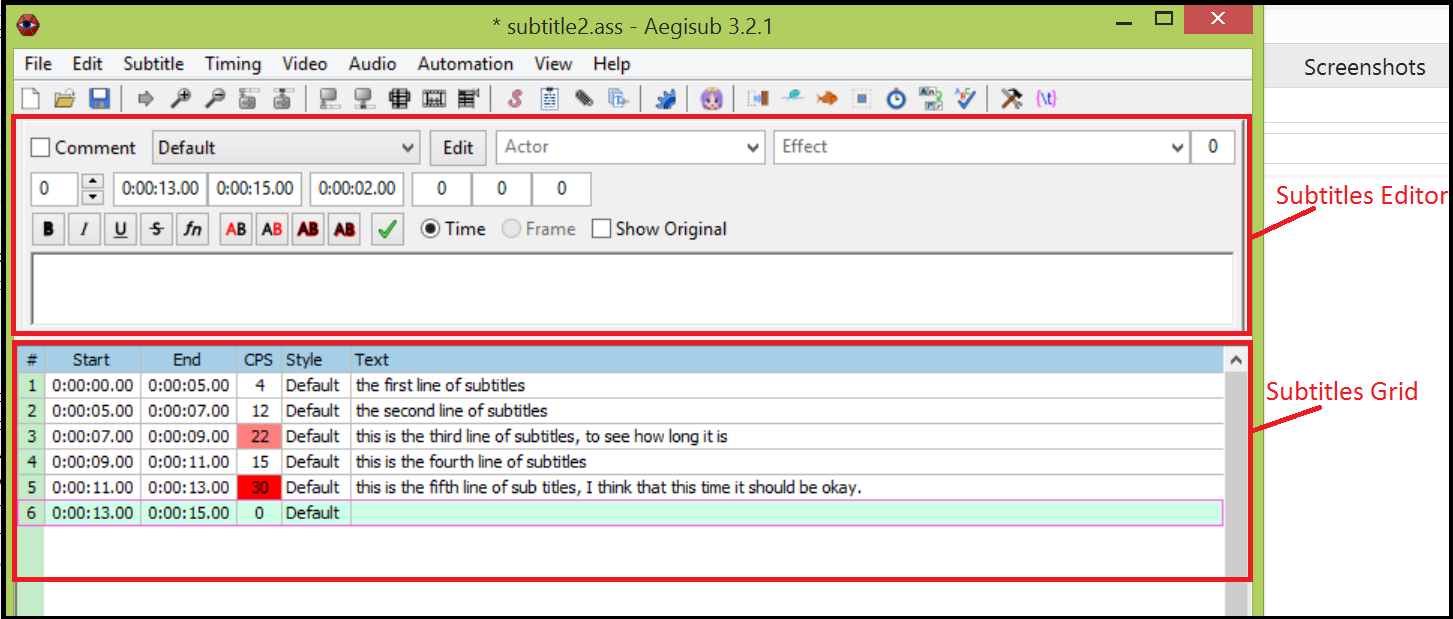 * subtitle2.ass - Aegisub 3.2.1
File Edit Subtitle Timing Video Audio Automation View Help
Screenshots
Comment Default Edit Actor Effect 0
0 0:00:13.00 0:00:15.00 0:00:02.00 0 0 0
B I U S fn AB AB AB AB Time Frame Show Original
Subtitles Editor
# Start End CPS Style Text
1 0:00:00.00 0:00:05.00 4 Default the first line of subtitles
2 0:00:05.00 0:00:07.00 12 Default the second line of subtitles
3 0:00:07.00 0:00:09.00 22 Default this is the third line of subtitles, to see how long it is
4 0:00:09.00 0:00:11.00 15 Default this is the fourth line of subtitles
5 0:00:11.00 0:00:13.00 30 Default this is the fifth line of sub titles, I think that this time it should be okay.
6 0:00:13.00 0:00:15.00 0 Default
Subtitles Grid